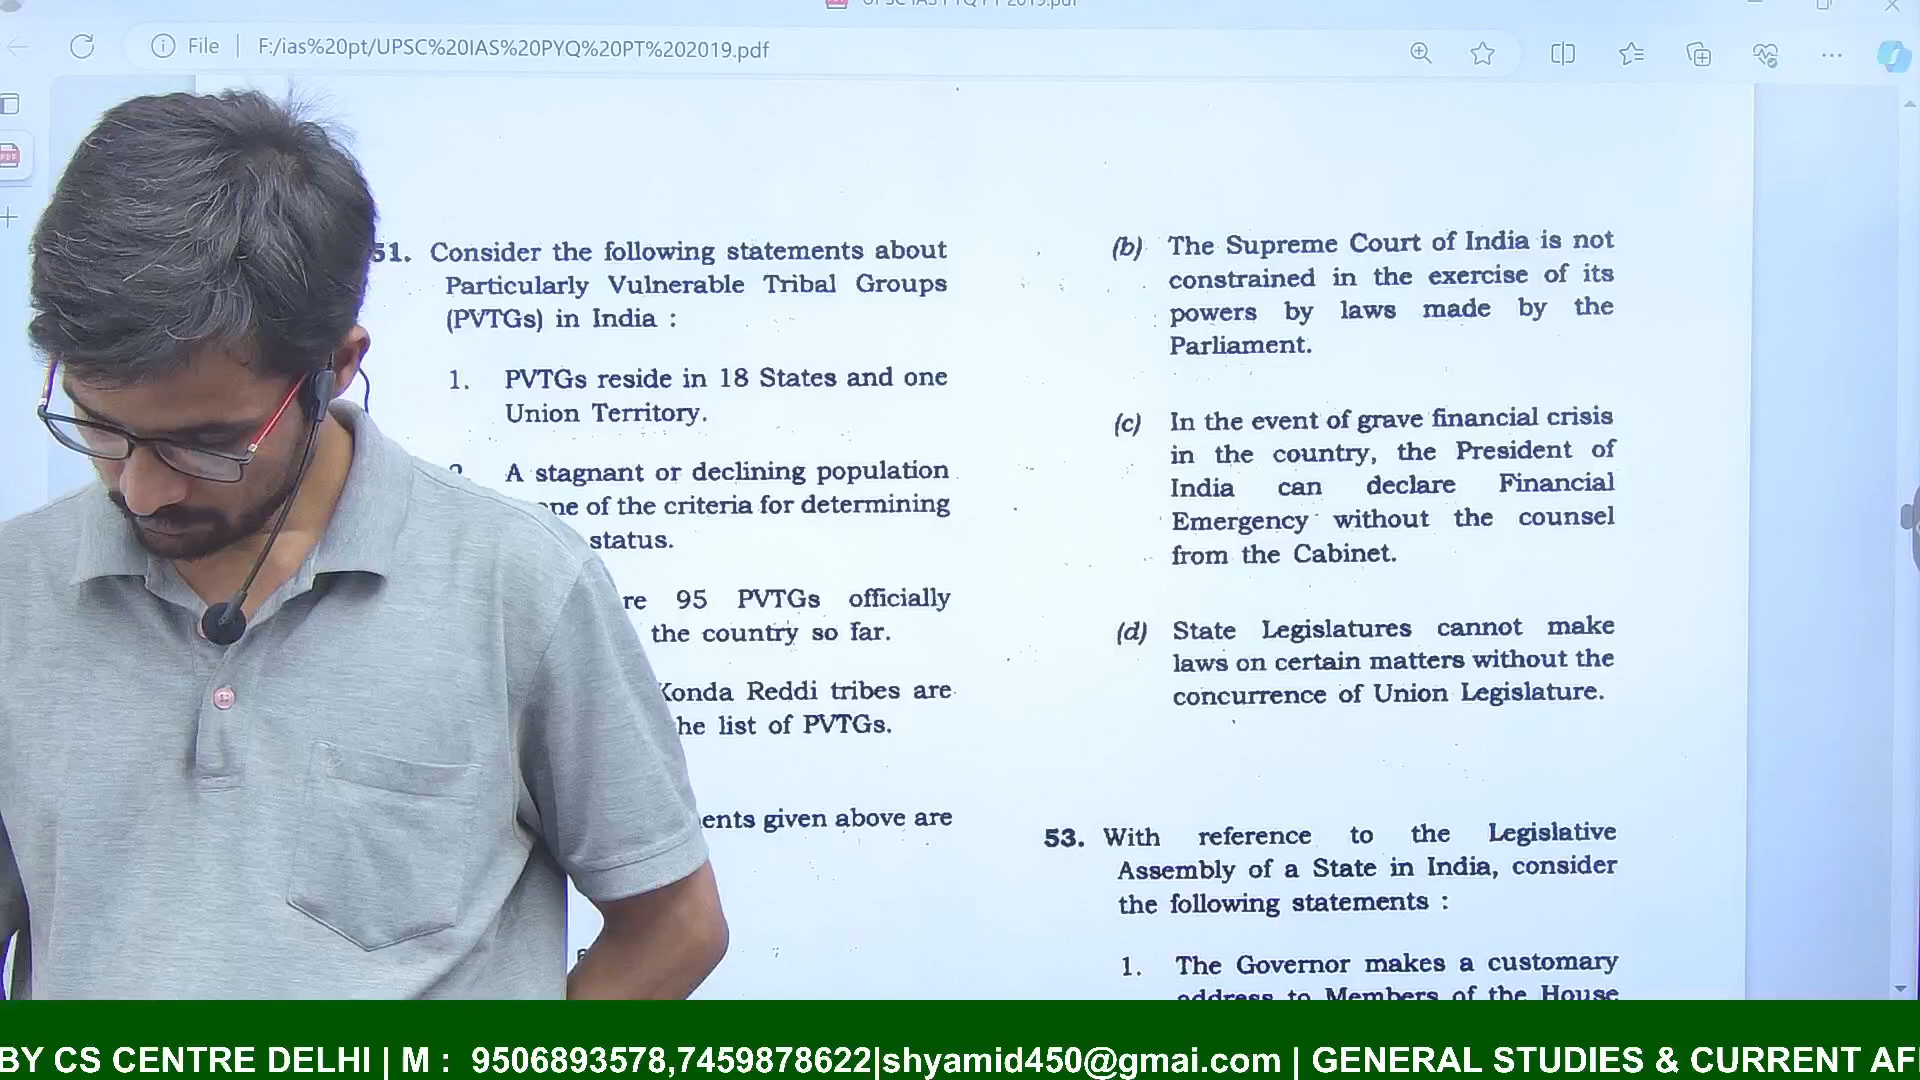 File
F:/ias%20pt/UPSC%20IAS%20PYQ%20PT%202019.pdf
51. Consider the following statements about
Particularly Vulnerable Tribal Groups
(PVTGs) in India :
1. PVTGs reside in 18 States and one
Union Territory.
A stagnant or declining population
one of the criteria for determining
status.
95 PVTGs officially
the country so far.
Konda Reddi tribes are
list of PVTGs.
given above are
(b) The Supreme Court of India is not
constrained in the exercise of its
powers by laws made by the
Parliament.
(c) In the event of grave financial crisis
in the country, the President of
India can declare Financial
Emergency without the counsel
from the Cabinet.
(d) State Legislatures cannot make
laws on certain matters without the
concurrence of Union Legislature.
53. With reference to the Legislative
Assembly of a State in India, consider
the following statements :
1. The Governor makes a customary
address to Members of the House
BY CS CENTRE DELHI | M : 9506893578,7459878622|shyamid450@gmai.com | GENERAL STUDIES & CURRENT AF